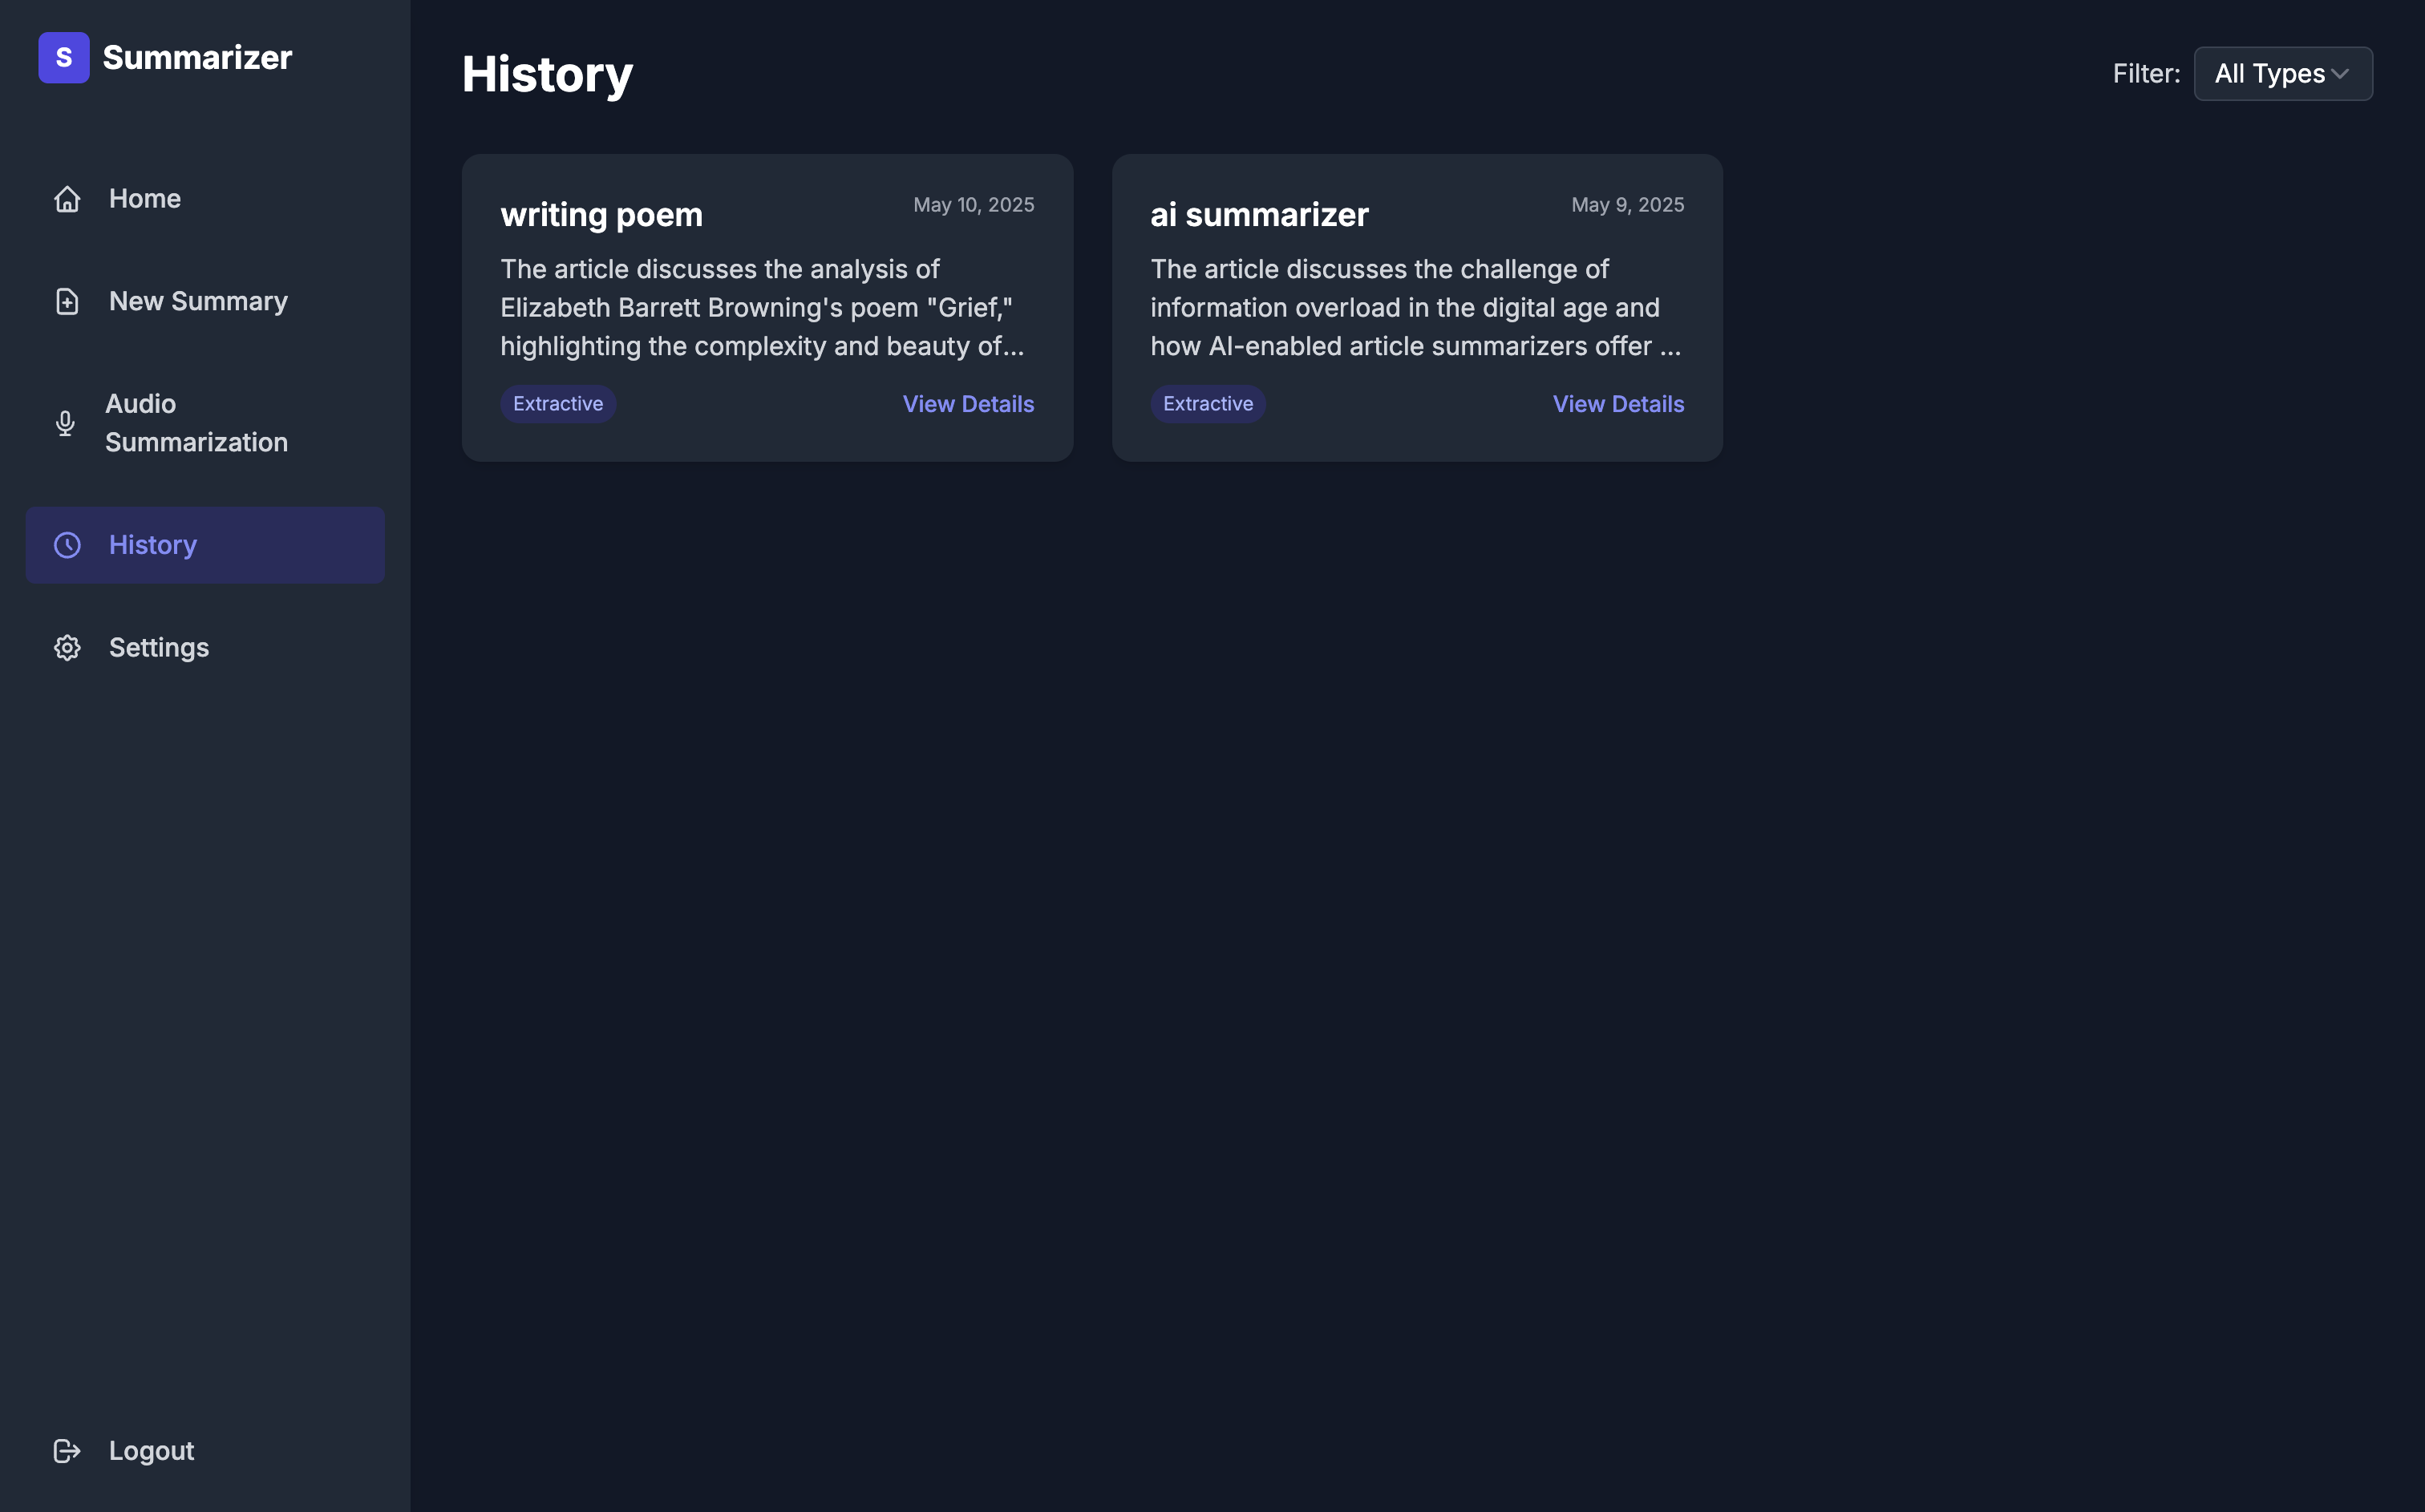 S Summarizer
Home
New Summary
Audio
Summarization
History
Settings
Logout
History
Filter: All Types
writing poem
May 10, 2025
The article discusses the analysis of
Elizabeth Barrett Browning's poem "Grief,"
highlighting the complexity and beauty of...
Extractive
View Details
ai summarizer
May 9, 2025
The article discusses the challenge of
information overload in the digital age and
how AI-enabled article summarizers offer ...
Extractive
View Details